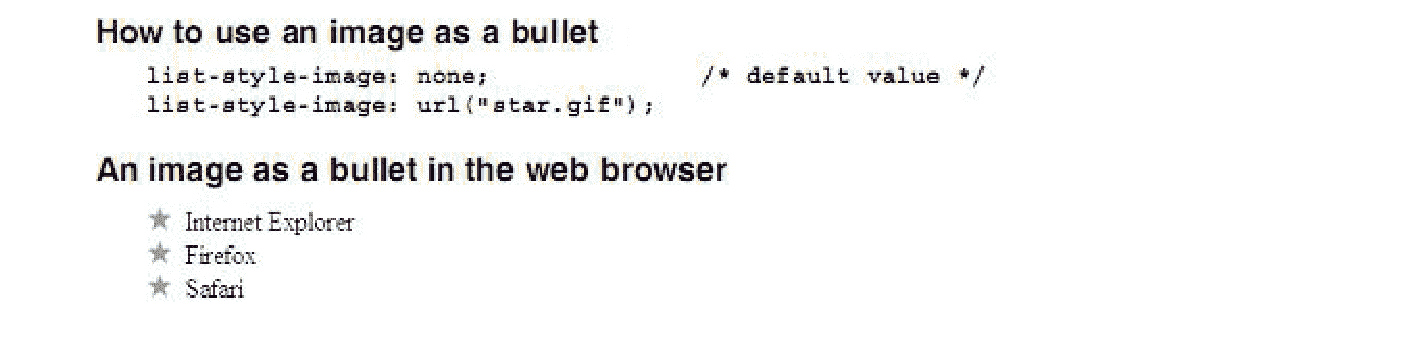 How to use an image as a bullet
list-style-image: none; /* default value */
list-style-image: url("star.gif");
An image as a bullet in the web browser
Internet Explorer
Firefox
Safari